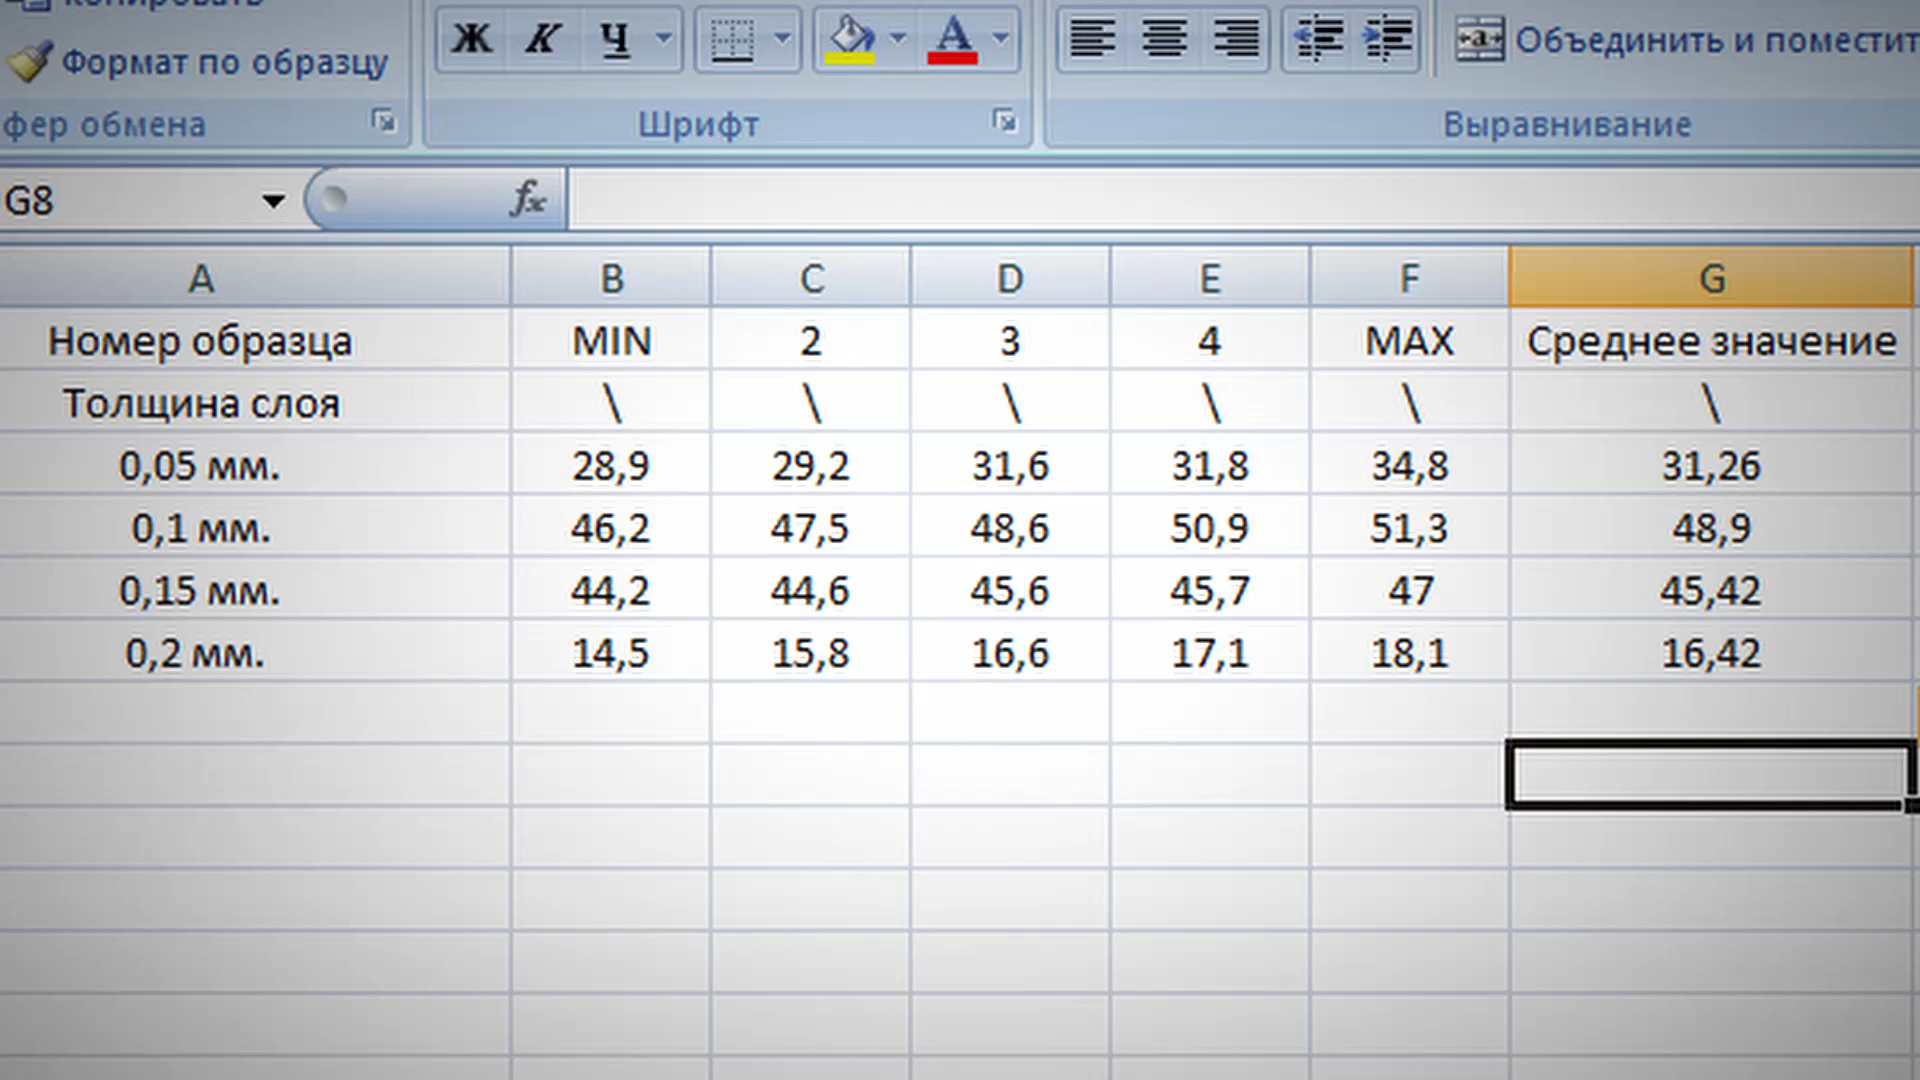 Копировать
Формат по образцу
фер обмена
Ж К Ч
А
Шрифт
a
Объединить и поместит
Выравнивание
G8
fx
A B C D E F G
Номер образца MIN 2 3 4 MAX Среднее значение
Толщина слоя \ \ \ \ \ \
0,05 мм. 28,9 29,2 31,6 31,8 34,8 31,26
0,1 мм. 46,2 47,5 48,6 50,9 51,3 48,9
0,15 мм. 44,2 44,6 45,6 45,7 47 45,42
0,2 мм. 14,5 15,8 16,6 17,1 18,1 16,42